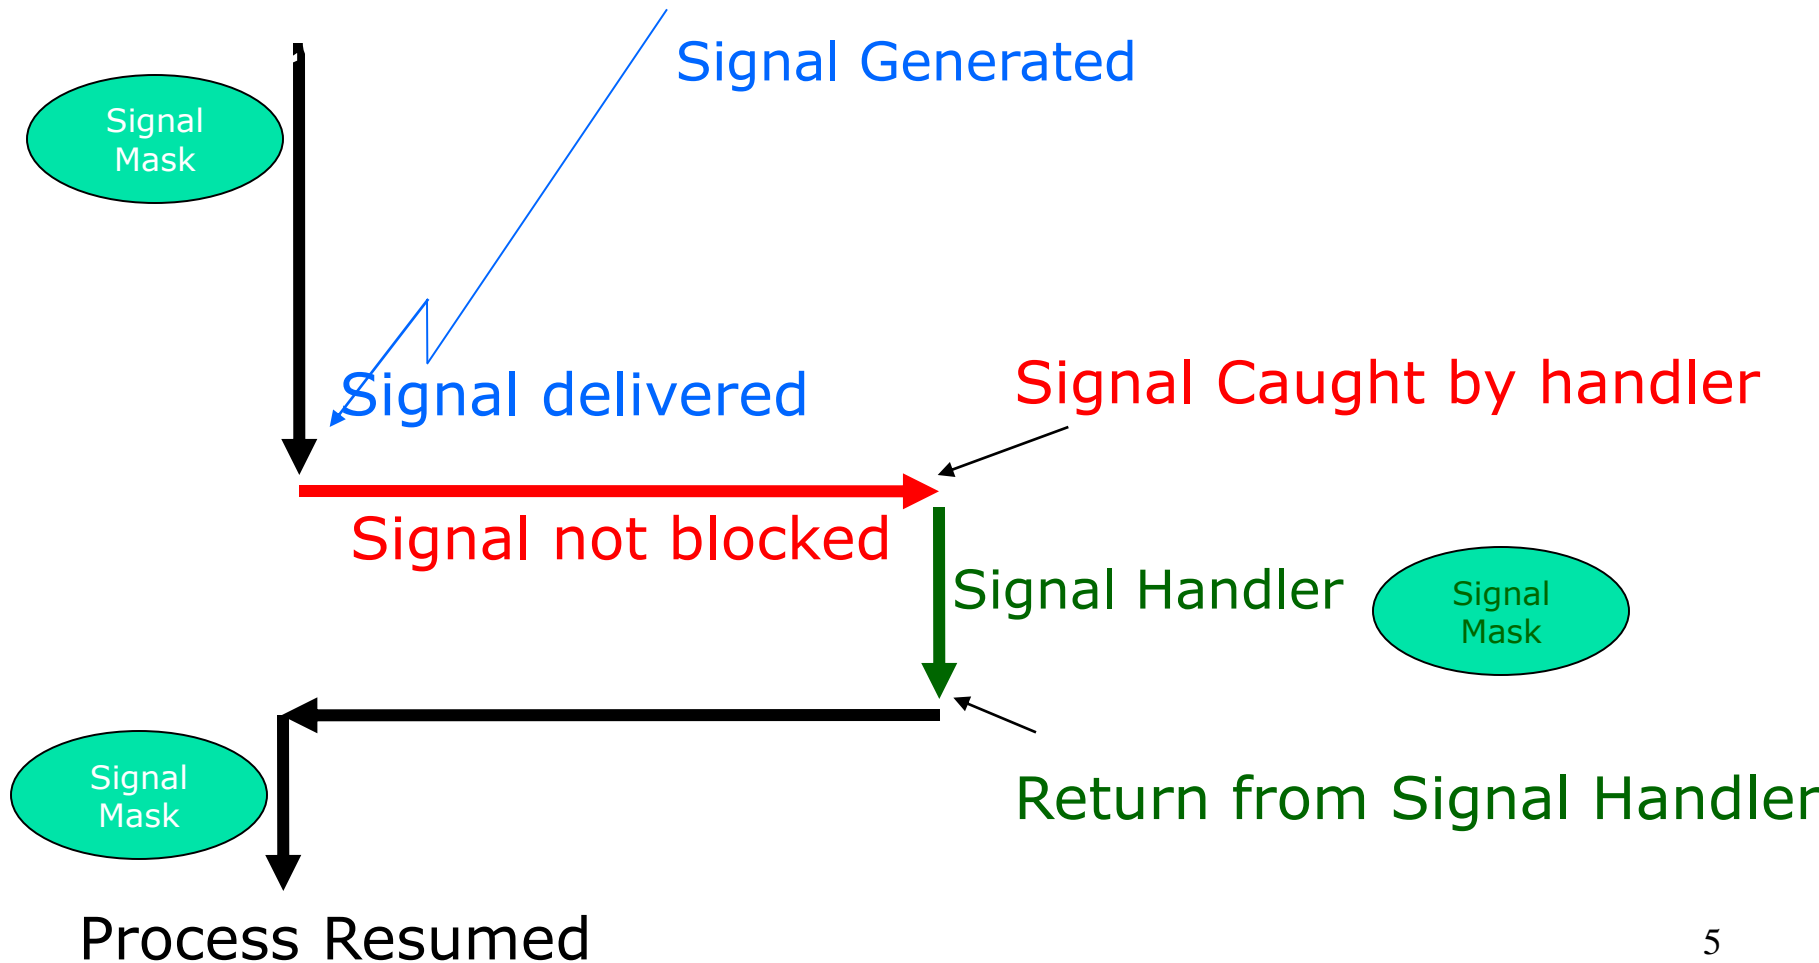 Signal Generated
Signal
Mask
Signal delivered
Signal Caught by handler
Signal not blocked
Signal Handler
Signal
Mask
Signal
Mask
Return from Signal Handler
Process Resumed
5